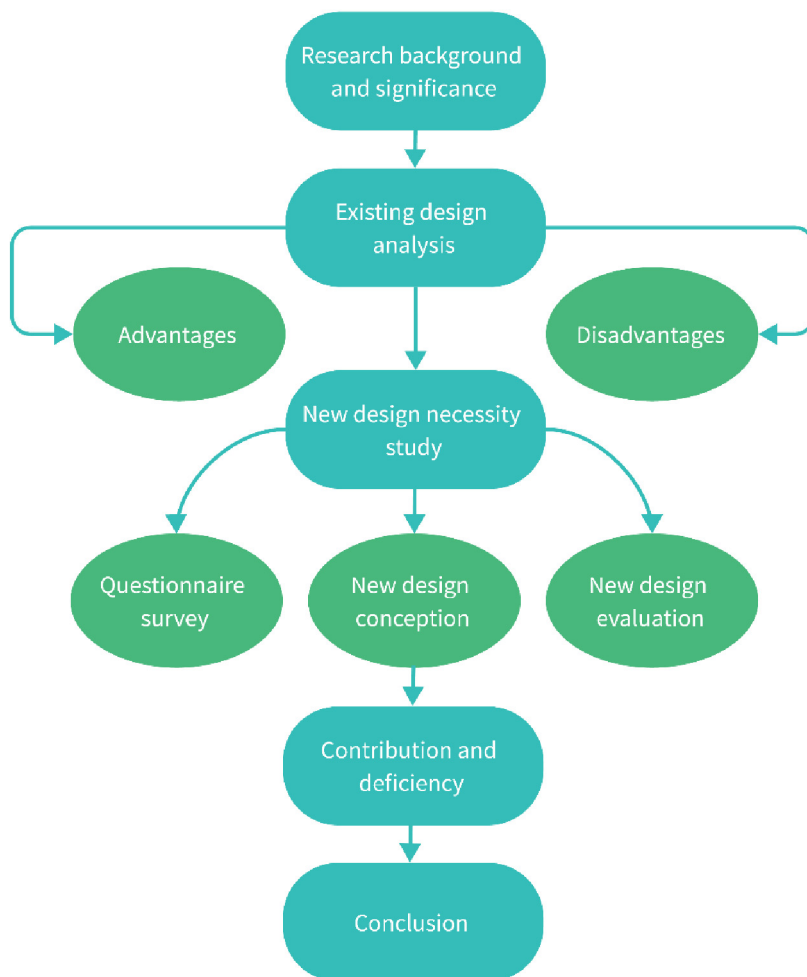 Research background
and significance
Existing design
analysis
Advantages
Disadvantages
New design necessity
study
Questionnaire
survey
New design
conception
New design
evaluation
Contribution and
deficiency
Conclusion